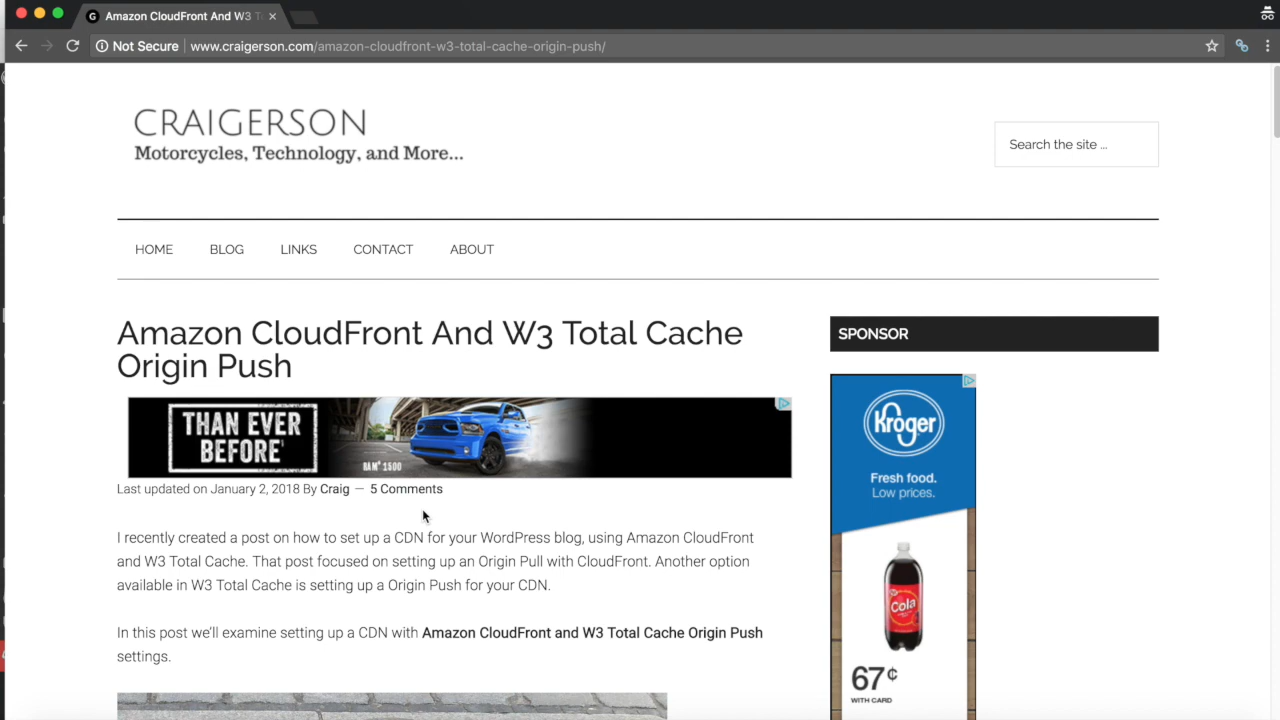 Amazon CloudFront And W3 T
Not Secure
www.craigerson.com/amazon-cloudfront-w3-total-cache-origin-push/
CRAIGERSON
Motorcycles, Technology, and More...
Search the site ...
HOME BLOG LINKS CONTACT ABOUT
Amazon CloudFront And W3 Total Cache
Origin Push
THAN EVER
BEFORE
RAM 1500
Last updated on January 2, 2018 By Craig — 5 Comments
I recently created a post on how to set up a CDN for your WordPress blog, using Amazon CloudFront
and W3 Total Cache. That post focused on setting up an Origin Pull with CloudFront. Another option
available in W3 Total Cache is setting up a Origin Push for your CDN.
In this post we'll examine setting up a CDN with Amazon CloudFront and W3 Total Cache Origin Push
settings.
SPONSOR
Kroger
Fresh food.
Low prices.
Cola
67¢
WITH CARD